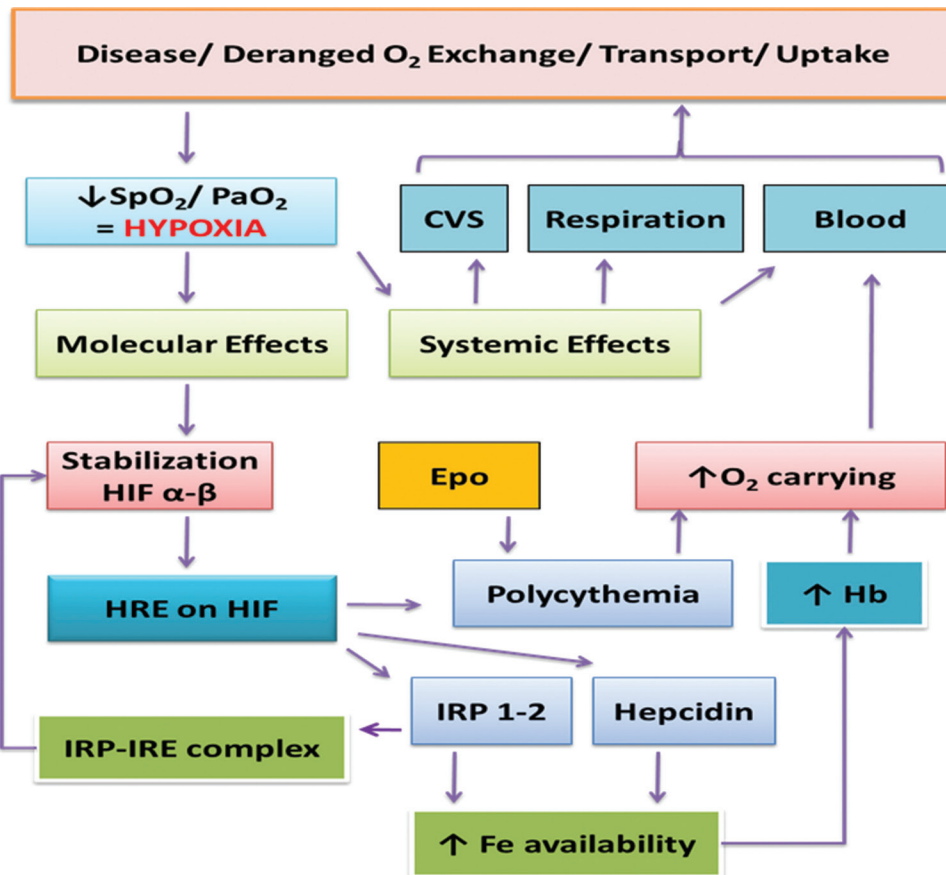 Disease/ Deranged O₂ Exchange/ Transport/ Uptake
↓SpO₂/ PaO₂
= HYPOXIA
CVS
Respiration
Blood
Molecular Effects
Systemic Effects
Stabilization
HIF α-β
Epo
↑O₂ carrying
HRE on HIF
Polycythemia
↑ Hb
IRP 1-2
Hepcidin
IRP-IRE complex
↑ Fe availability